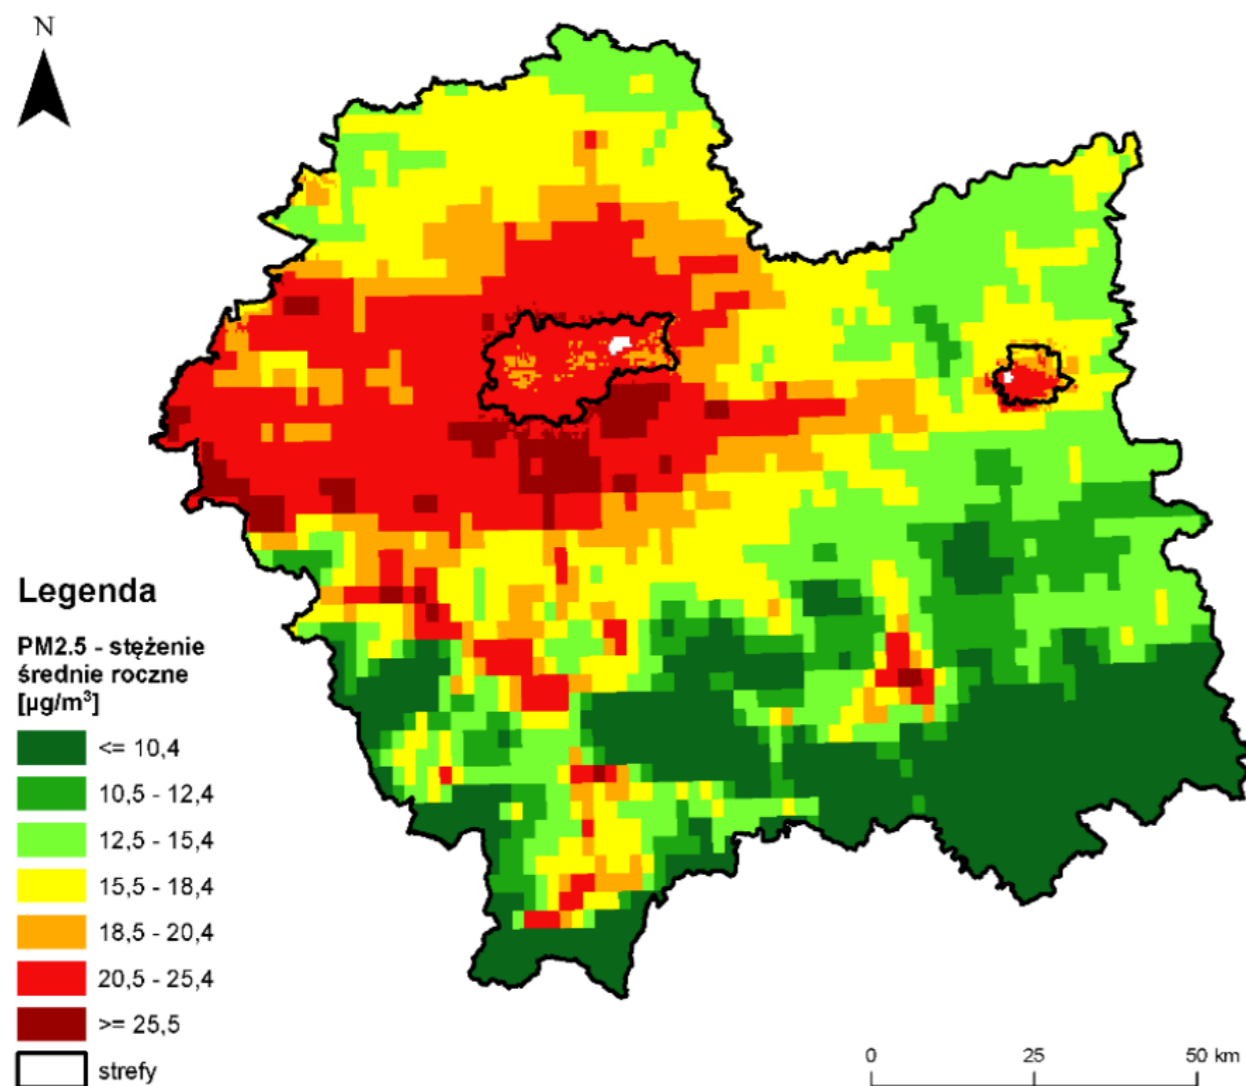 N
Legenda
PM2.5 - stężenie
średnie roczne
[µg/m³]
<= 10,4
10,5 - 12,4
12,5 - 15,4
15,5 - 18,4
18,5 - 20,4
20,5 - 25,4
>= 25,5
strefy
0 25 50 km